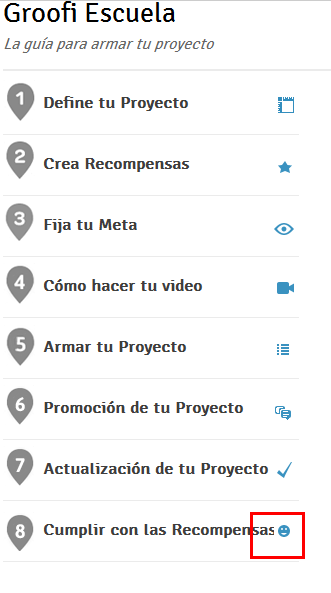 Groofi Escuela
La guía para armar tu proyecto
1 Define tu Proyecto
2 Crea Recompensas
3 Fija tu Meta
4 Cómo hacer tu video
5 Armar tu Proyecto
6 Promoción de tu Proyecto
7 Actualización de tu Proyecto
8 Cumplir con las Recompensas